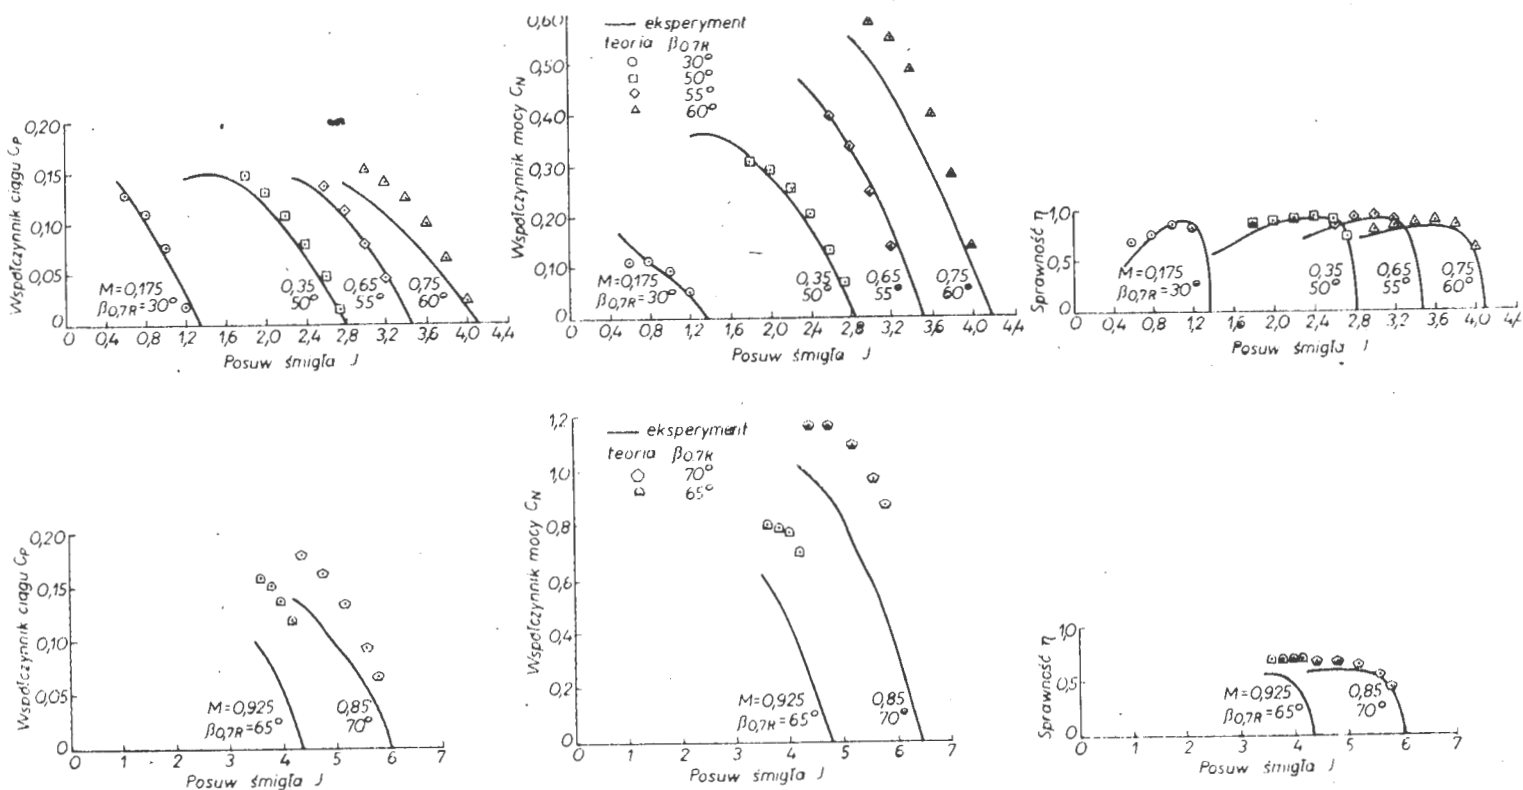 Współczynnik ciągu Cp
0,20
0,15
0,10
0,05
0
M=0,175
β0,7R=30°
0,35
50°
0,65
55°
0,75
60°
0 0,4 0,8 1,2 1,6 2,0 2,4 2,8 3,2 3,6 4,0 4,4
Posuw śmigła J
Współczynnik mocy CN
0,60
0,50
0,40
0,30
0,20
0,10
0
eksperyment
teoria β0.7R
30°
50°
55°
60°
M=0,175
β0,7R=30°
0,35
50°
0,65
55°
0,75
60°
0 0,4 0,8 1,2 1,6 2,0 2,4 2,8 3,2 3,6 4,0 4,4
Posuw śmigła J
Sprawność η
1,0
0,5
0
M=0,175
β0,7R=30°
0,35
50°
0,65
55°
0,75
60°
0 0,4 0,8 1,2 1,6 2,0 2,4 2,8 3,2 3,6 4,0
Posuw śmigła
Współczynnik ciągu Cp
0,20
0,15
0,10
0,05
0
M=0,925
β0,7R=65°
0,85
70°
0 1 2 3 4 5 6 7
Posuw śmigła J
Współczynnik mocy CN
1,2
1,0
0,8
0,6
0,4
0,2
0
eksperyment
teoria β0.7R
70°
65°
M=0,925
β0,7R=65°
0,85
70°
0 1 2 3 4 5 6 7
Posuw śmigła J
Sprawność η
1,0
0,5
0
M=0,925
β0,7R=65°
0,85
70°
0 1 2 3 4 5 6 7
Posuw śmigła J